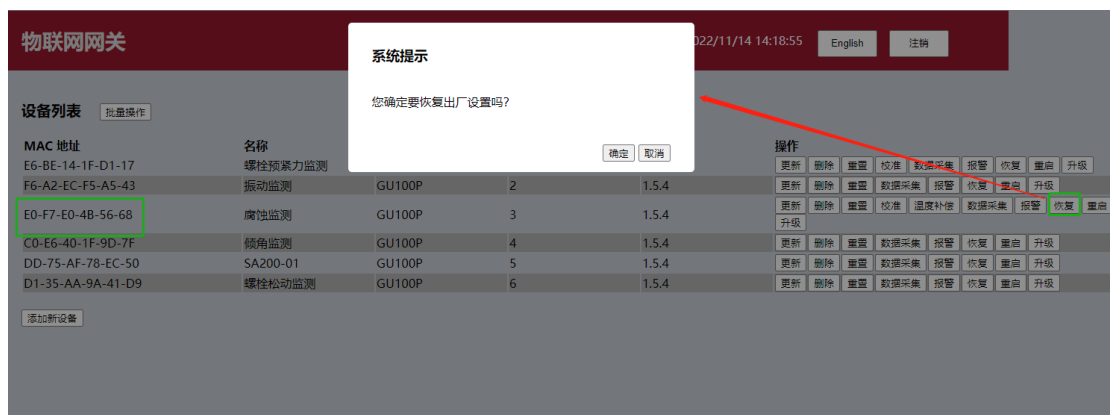 物联网网关
022/11/14 14:18:55 English 注销
系统提示
您确定要恢复出厂设置吗?
确定 取消
设备列表 批量操作
MAC 地址 名称 操作
E6-BE-14-1F-D1-17 螺栓预紧力监测 更新 删除 重置 校准 数据采集 报警 恢复 重启 升级
F6-A2-EC-F5-A5-43 振动监测 GU100P 2 1.5.4 更新 删除 重置 数据采集 报警 恢复 重启 升级
E0-F7-E0-4B-56-68 腐蚀监测 GU100P 3 1.5.4 更新 删除 重置 校准 温度补偿 数据采集 报警 恢复 重启
升级
C0-E6-40-1F-9D-7F 倾角监测 GU100P 4 1.5.4 更新 删除 重置 数据采集 报警 恢复 重启 升级
DD-75-AF-78-EC-50 SA200-01 GU100P 5 1.5.4 更新 删除 重置 数据采集 报警 恢复 重启 升级
D1-35-AA-9A-41-D9 螺栓松动监测 GU100P 6 1.5.4 更新 删除 重置 数据采集 报警 恢复 重启 升级
添加新设备